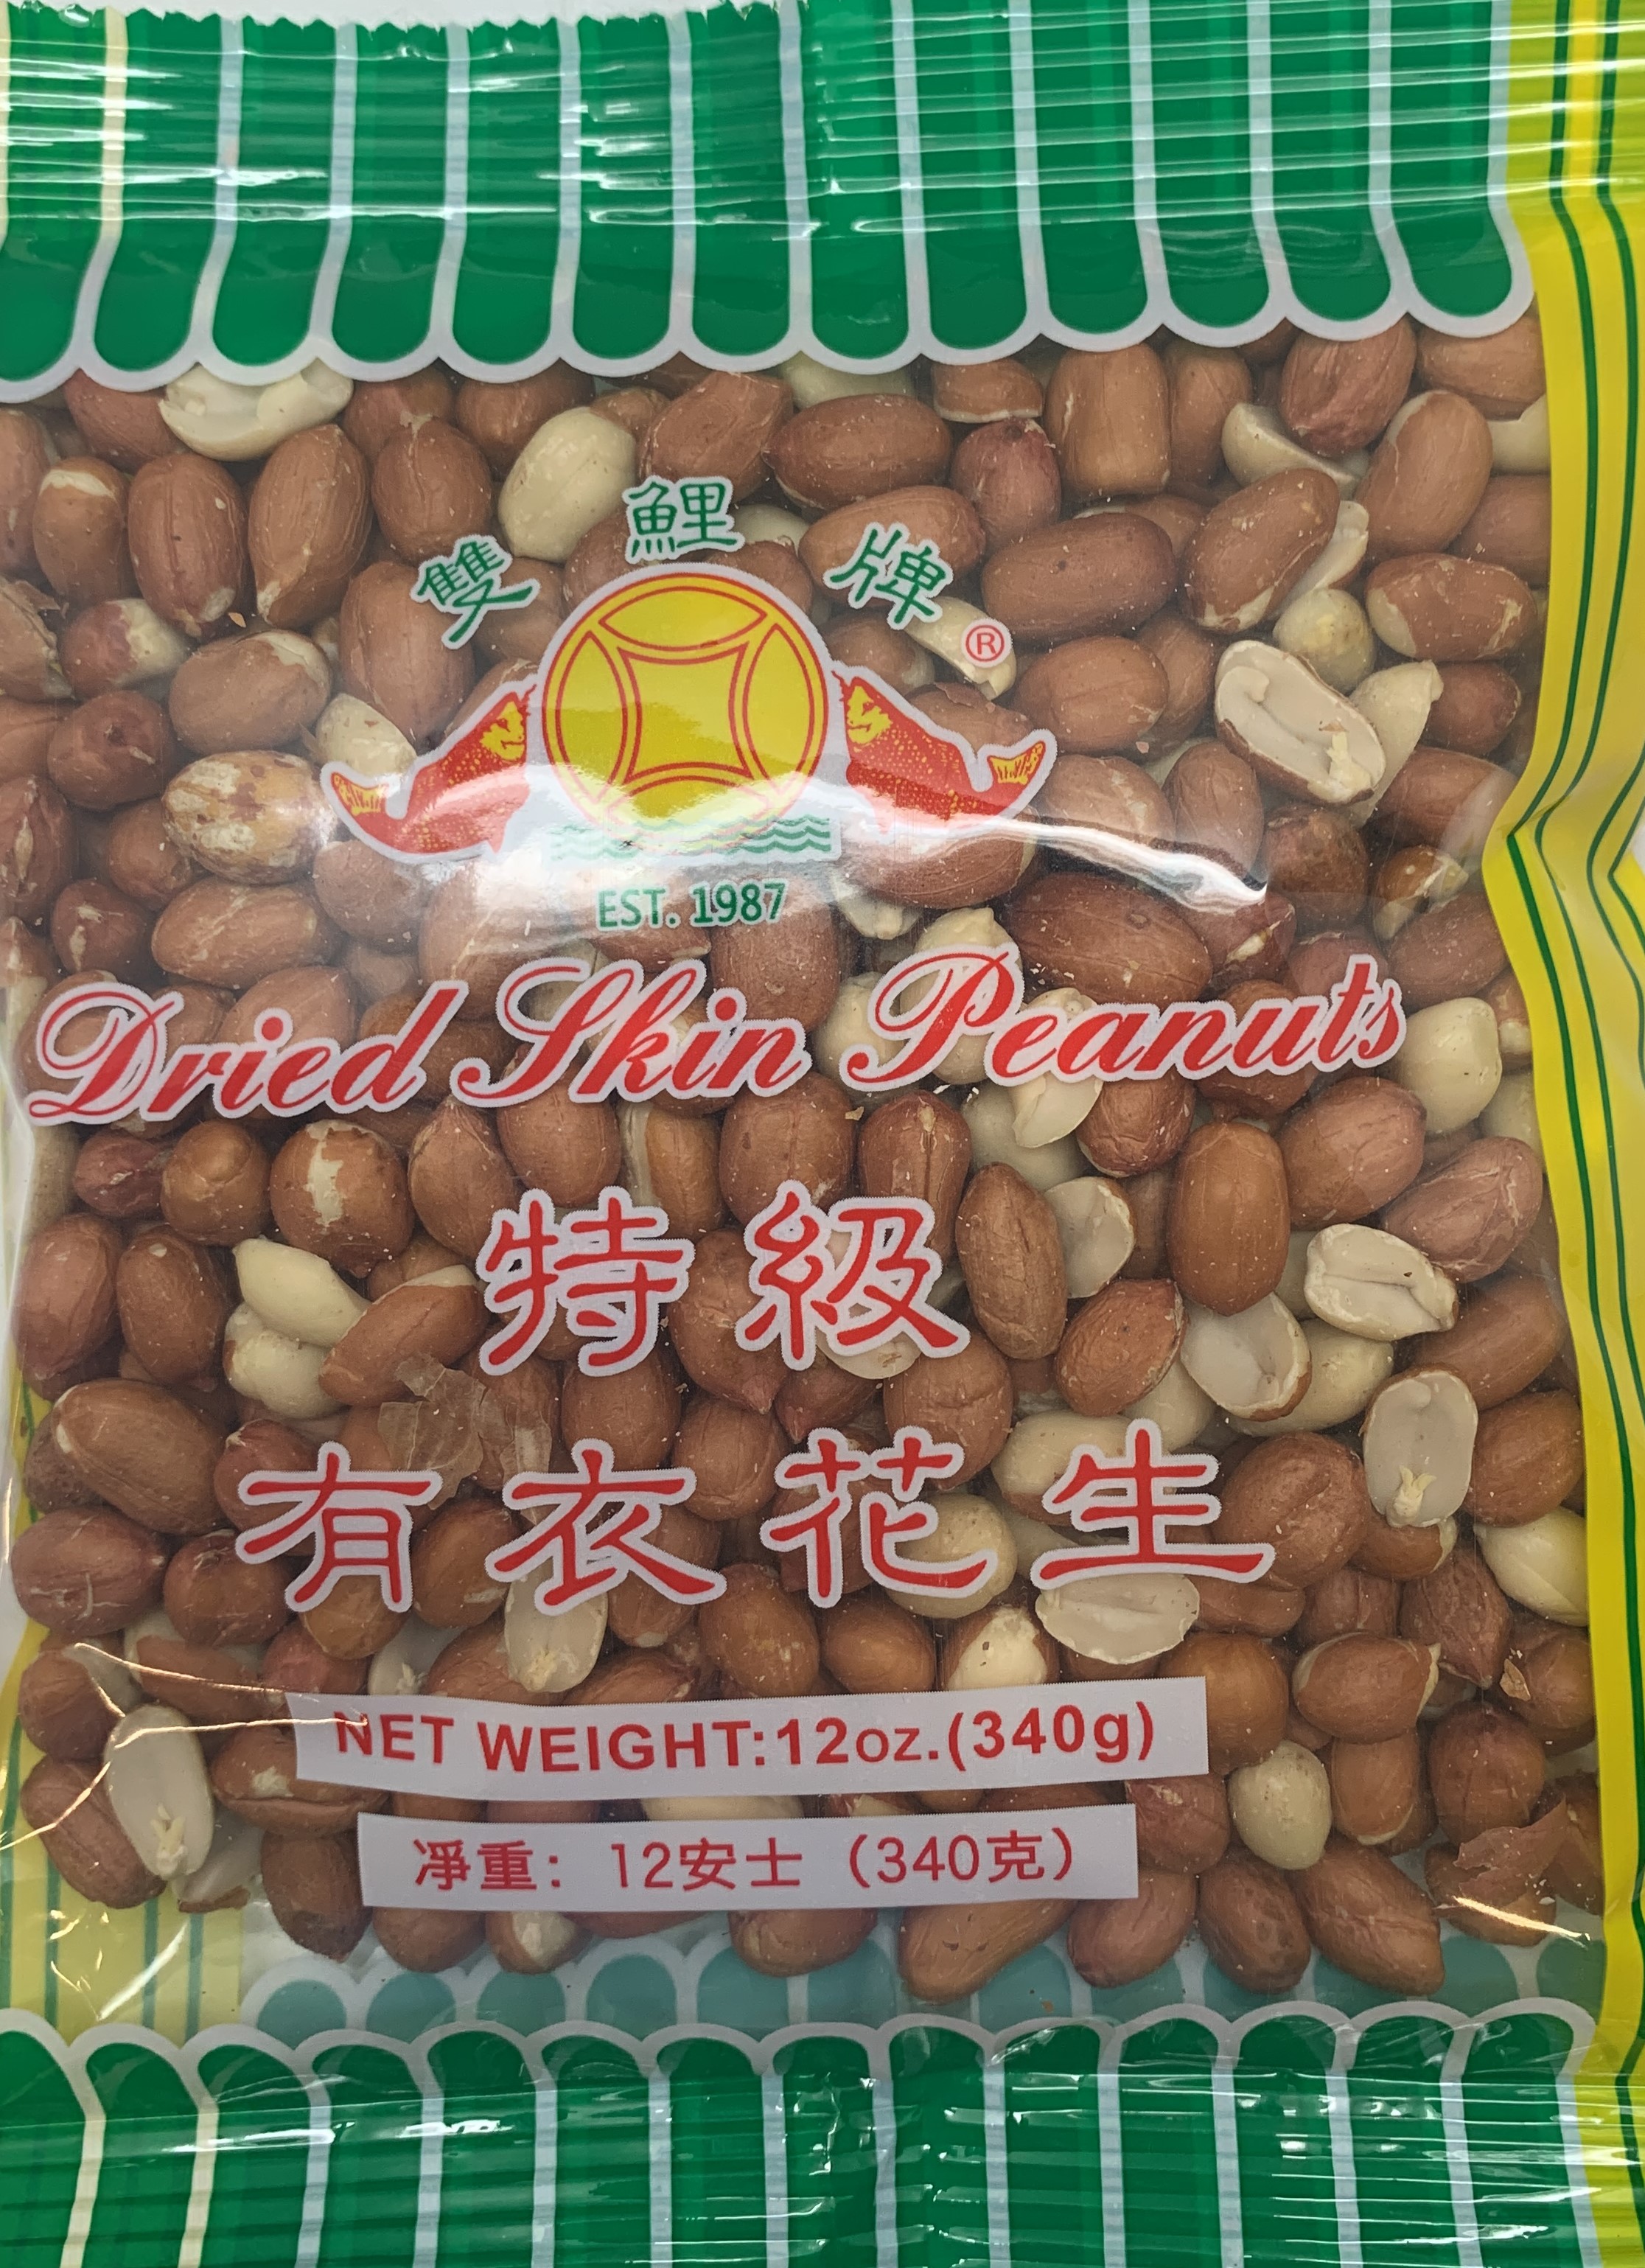 雙鯉牌®
EST. 1987
Dried Skin Peanuts
特級
有衣花生
NET WEIGHT:12oz.(340g)
凈重：12安士（340克）